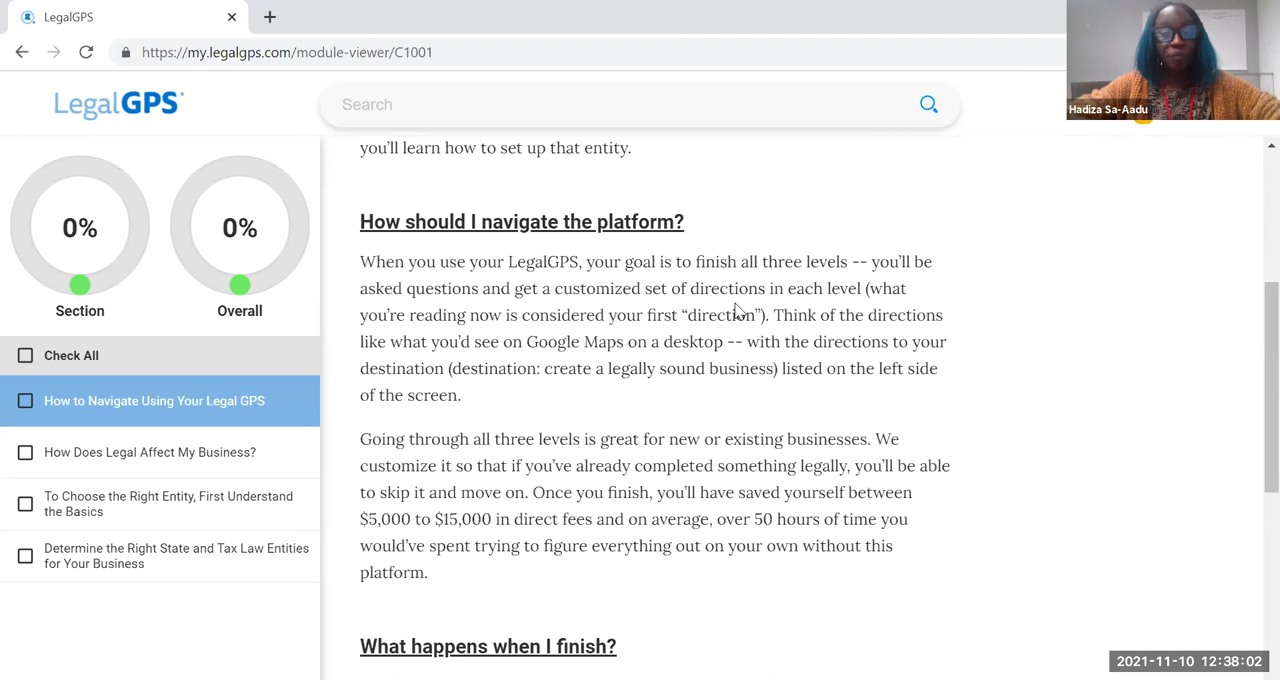 LegalGPS
https://my.legalgps.com/module-viewer/C1001
Hadiza Sa-Aadu
LegalGPS
Search
0%
0%
Section
Overall
Check All
How to Navigate Using Your Legal GPS
How Does Legal Affect My Business?
To Choose the Right Entity, First Understand
the Basics
Determine the Right State and Tax Law Entities
for Your Business
you’ll learn how to set up that entity.
How should I navigate the platform?
When you use your LegalGPS, your goal is to finish all three levels -- you’ll be
asked questions and get a customized set of directions in each level (what
you’re reading now is considered your first “direction”). Think of the directions
like what you’d see on Google Maps on a desktop -- with the directions to your
destination (destination: create a legally sound business) listed on the left side
of the screen.
Going through all three levels is great for new or existing businesses. We
customize it so that if you’ve already completed something legally, you’ll be able
to skip it and move on. Once you finish, you’ll have saved yourself between
$5,000 to $15,000 in direct fees and on average, over 50 hours of time you
would’ve spent trying to figure everything out on your own without this
platform.
What happens when I finish?
2021-11-10 12:38:02